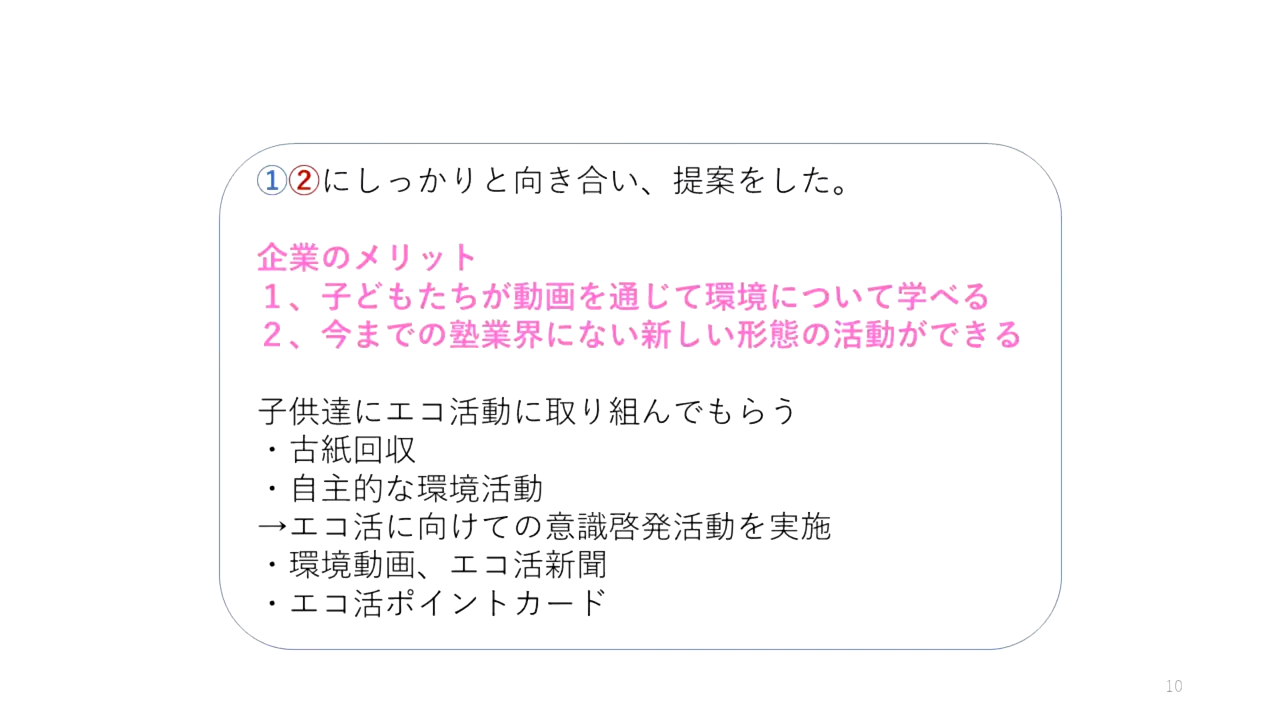 ①②にしっかりと向き合い、提案をした。
企業のメリット
１、子どもたちが動画を通じて環境について学べる
２、今までの塾業界にない新しい形態の活動ができる
子供達にエコ活動に取り組んでもらう
・古紙回収
・自主的な環境活動
→エコ活に向けての意識啓発活動を実施
・環境動画、エコ活新聞
・エコ活ポイントカード
10